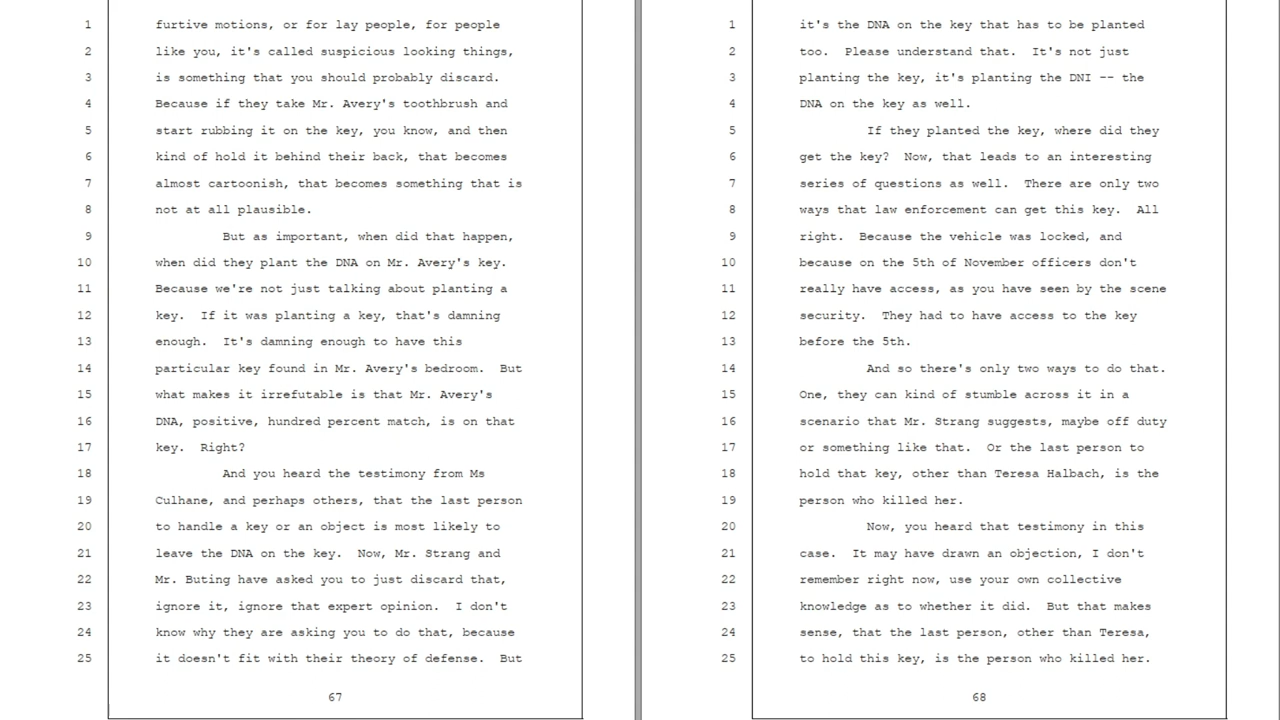 1 furtive motions, or for lay people, for people
2 like you, it's called suspicious looking things,
3 is something that you should probably discard.
4 Because if they take Mr. Avery's toothbrush and
5 start rubbing it on the key, you know, and then
6 kind of hold it behind their back, that becomes
7 almost cartoonish, that becomes something that is
8 not at all plausible.
9 But as important, when did that happen,
10 when did they plant the DNA on Mr. Avery's key.
11 Because we're not just talking about planting a
12 key. If it was planting a key, that's damning
13 enough. It's damning enough to have this
14 particular key found in Mr. Avery's bedroom. But
15 what makes it irrefutable is that Mr. Avery's
16 DNA, positive, hundred percent match, is on that
17 key. Right?
18 And you heard the testimony from Ms
19 Culhane, and perhaps others, that the last person
20 to handle a key or an object is most likely to
21 leave the DNA on the key. Now, Mr. Strang and
22 Mr. Buting have asked you to just discard that,
23 ignore it, ignore that expert opinion. I don't
24 know why they are asking you to do that, because
25 it doesn't fit with their theory of defense. But
67
1 it's the DNA on the key that has to be planted
2 too. Please understand that. It's not just
3 planting the key, it's planting the DNI -- the
4 DNA on the key as well.
5 If they planted the key, where did they
6 get the key? Now, that leads to an interesting
7 series of questions as well. There are only two
8 ways that law enforcement can get this key. All
9 right. Because the vehicle was locked, and
10 because on the 5th of November officers don't
11 really have access, as you have seen by the scene
12 security. They had to have access to the key
13 before the 5th.
14 And so there's only two ways to do that.
15 One, they can kind of stumble across it in a
16 scenario that Mr. Strang suggests, maybe off duty
17 or something like that. Or the last person to
18 hold that key, other than Teresa Halbach, is the
19 person who killed her.
20 Now, you heard that testimony in this
21 case. It may have drawn an objection, I don't
22 remember right now, use your own collective
23 knowledge as to whether it did. But that makes
24 sense, that the last person, other than Teresa,
25 to hold this key, is the person who killed her.
68